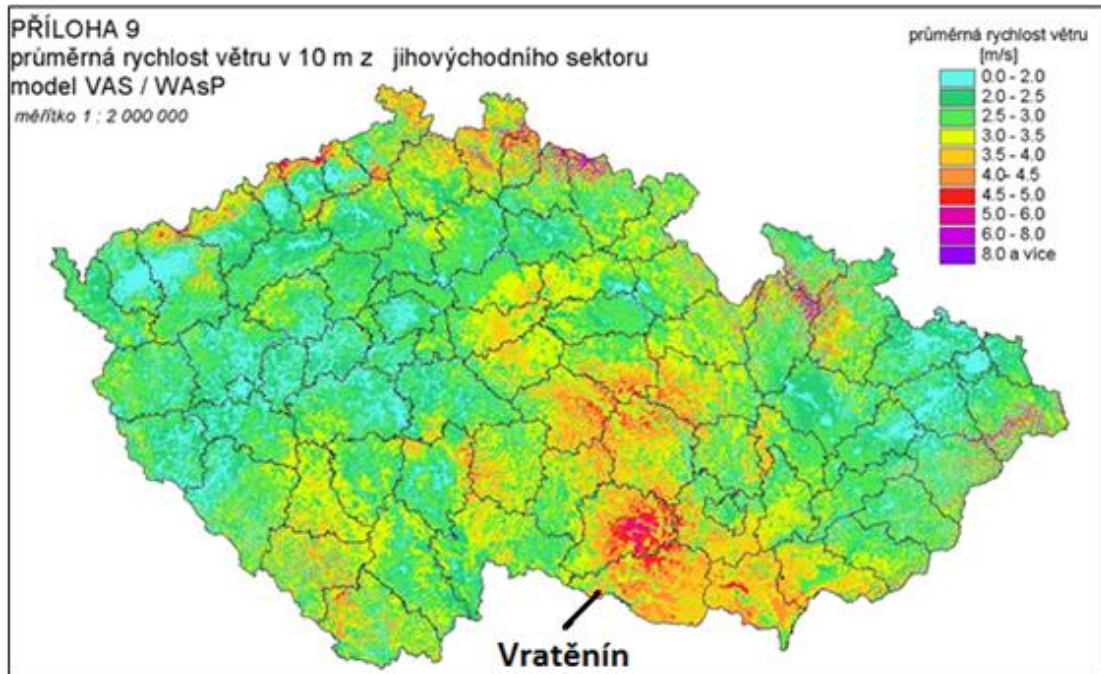 PŘÍLOHA 9
průměrná rychlost větru v 10 m z jihovýchodního sektoru
model VAS / WAsP
měřítko 1 : 2 000 000
průměrná rychlost větru
[m/s]
0.0 - 2.0
2.0 - 2.5
2.5 - 3.0
3.0 - 3.5
3.5 - 4.0
4.0- 4.5
4.5 - 5.0
5.0 - 6.0
6.0 - 8.0
8.0 a více
Vratěnín